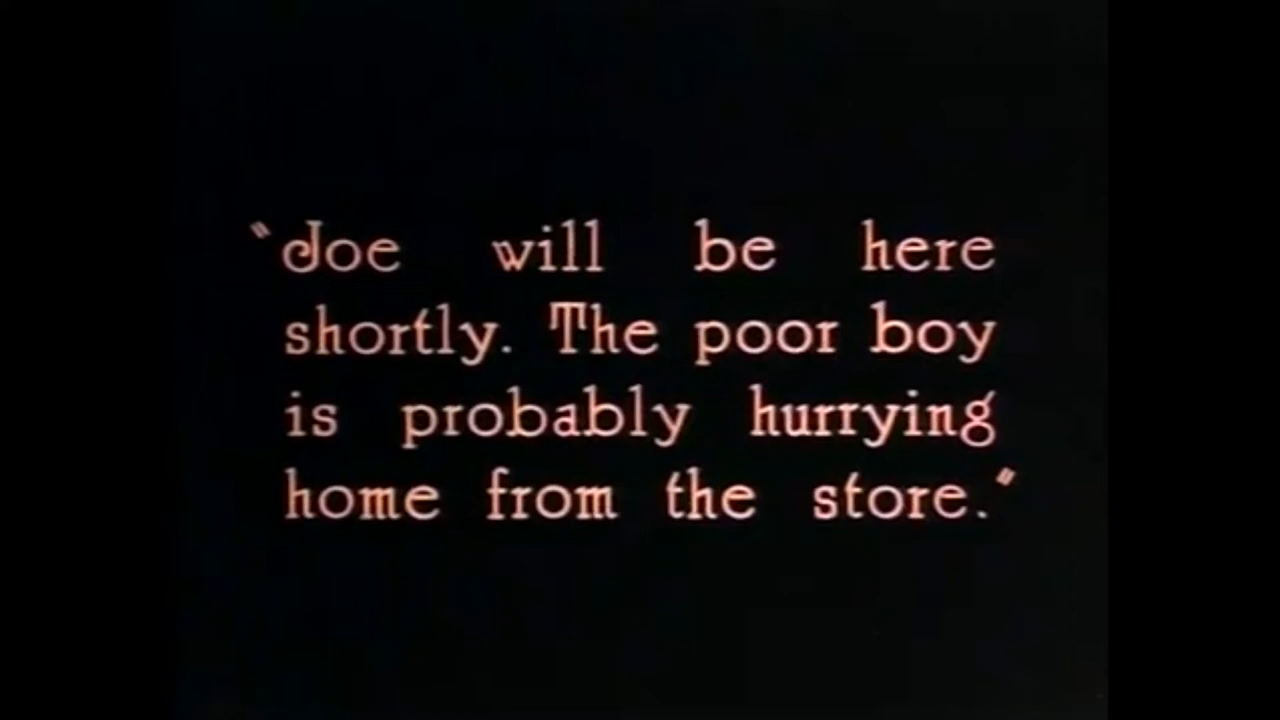 "Joe will be here
shortly. The poor boy
is probably hurrying
home from the store."